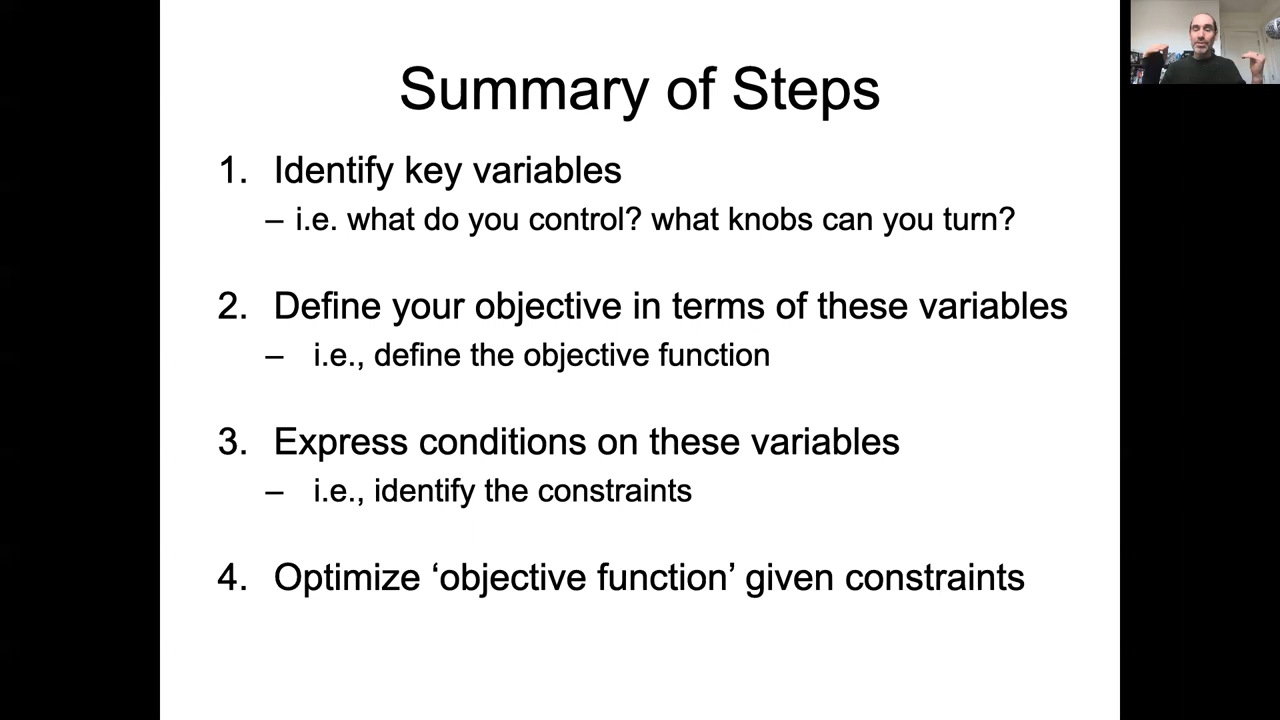 Summary of Steps
1. Identify key variables
– i.e. what do you control? what knobs can you turn?
2. Define your objective in terms of these variables
– i.e., define the objective function
3. Express conditions on these variables
– i.e., identify the constraints
4. Optimize ‘objective function’ given constraints